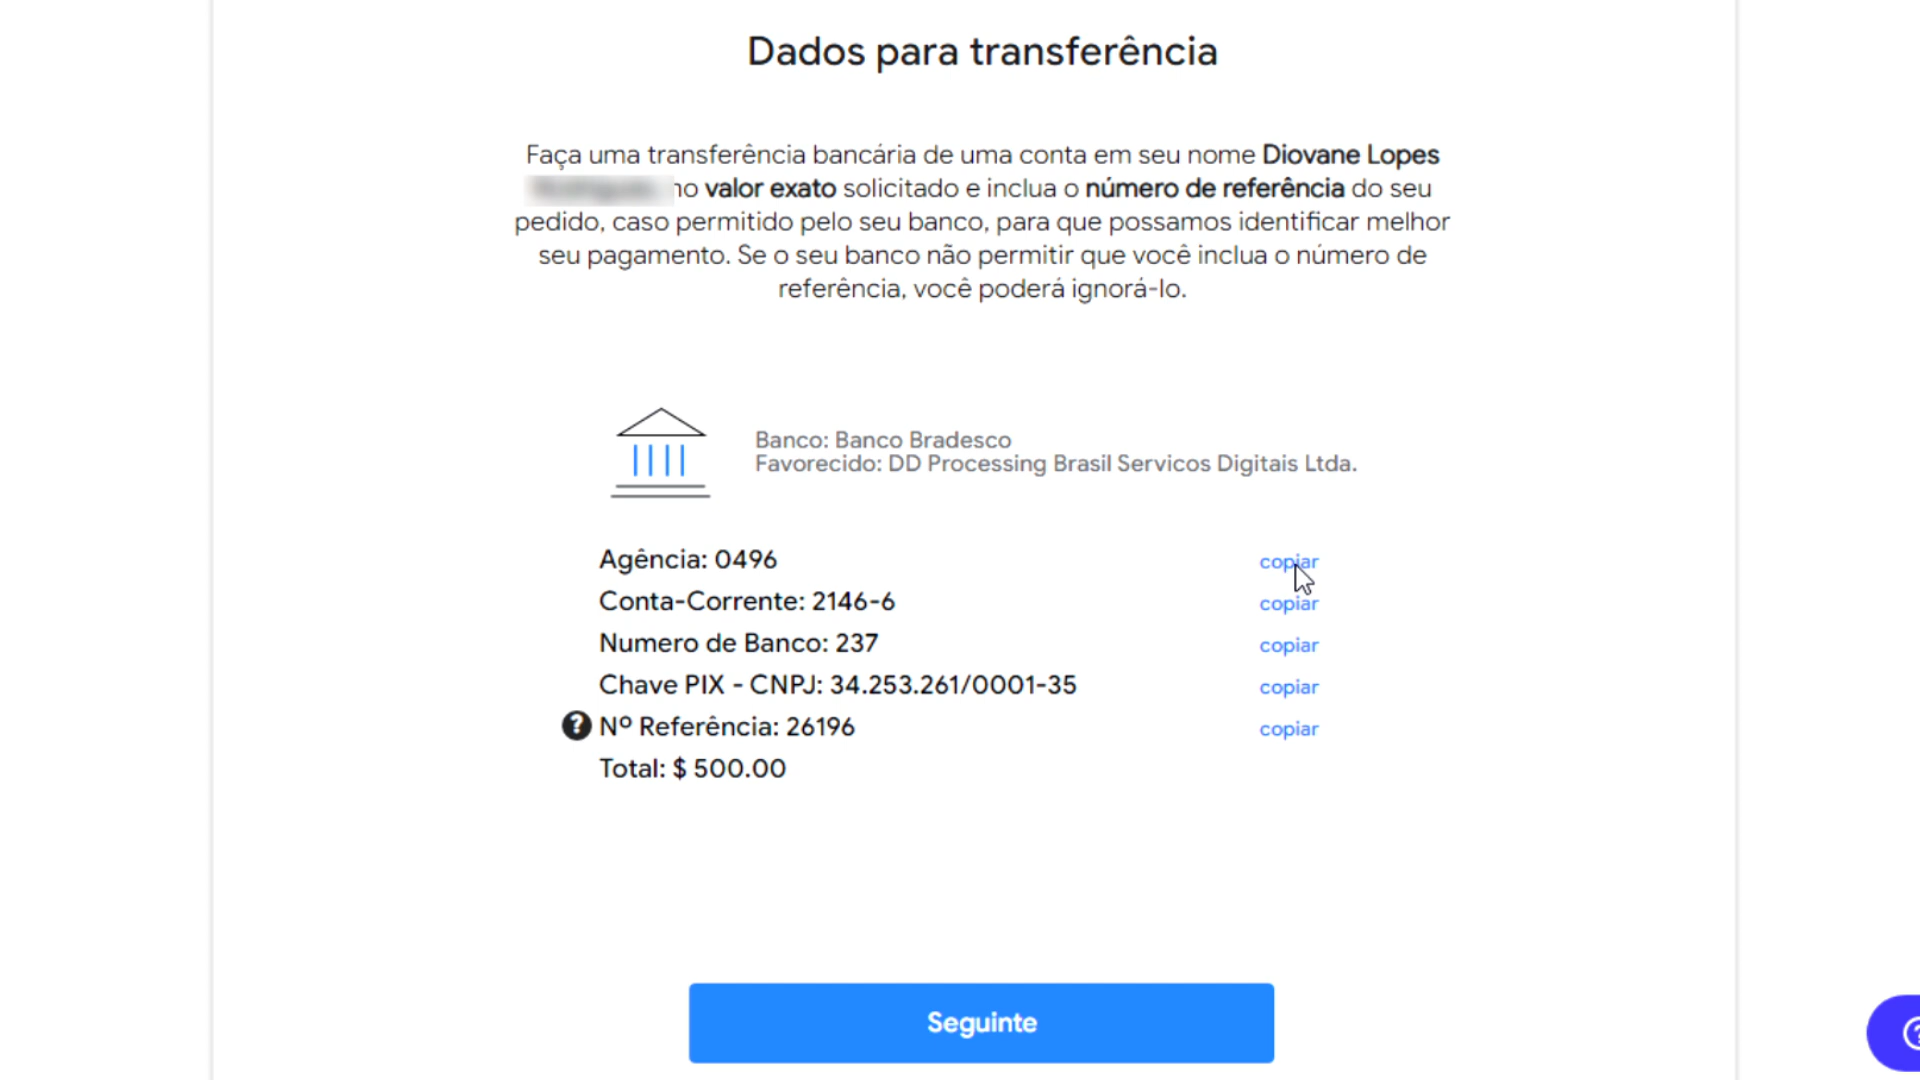 Dados para transferência
Faça uma transferência bancária de uma conta em seu nome Diovane Lopes
no valor exato solicitado e inclua o número de referência do seu
pedido, caso permitido pelo seu banco, para que possamos identificar melhor
seu pagamento. Se o seu banco não permitir que você inclua o número de
referência, você poderá ignorá-lo.
Banco: Banco Bradesco
Favorecido: DD Processing Brasil Servicos Digitais Ltda.
Agência: 0496 copiar
Conta-Corrente: 2146-6 copiar
Numero de Banco: 237 copiar
Chave PIX - CNPJ: 34.253.261/0001-35 copiar
? Nº Referência: 26196 copiar
Total: $ 500.00
Seguinte